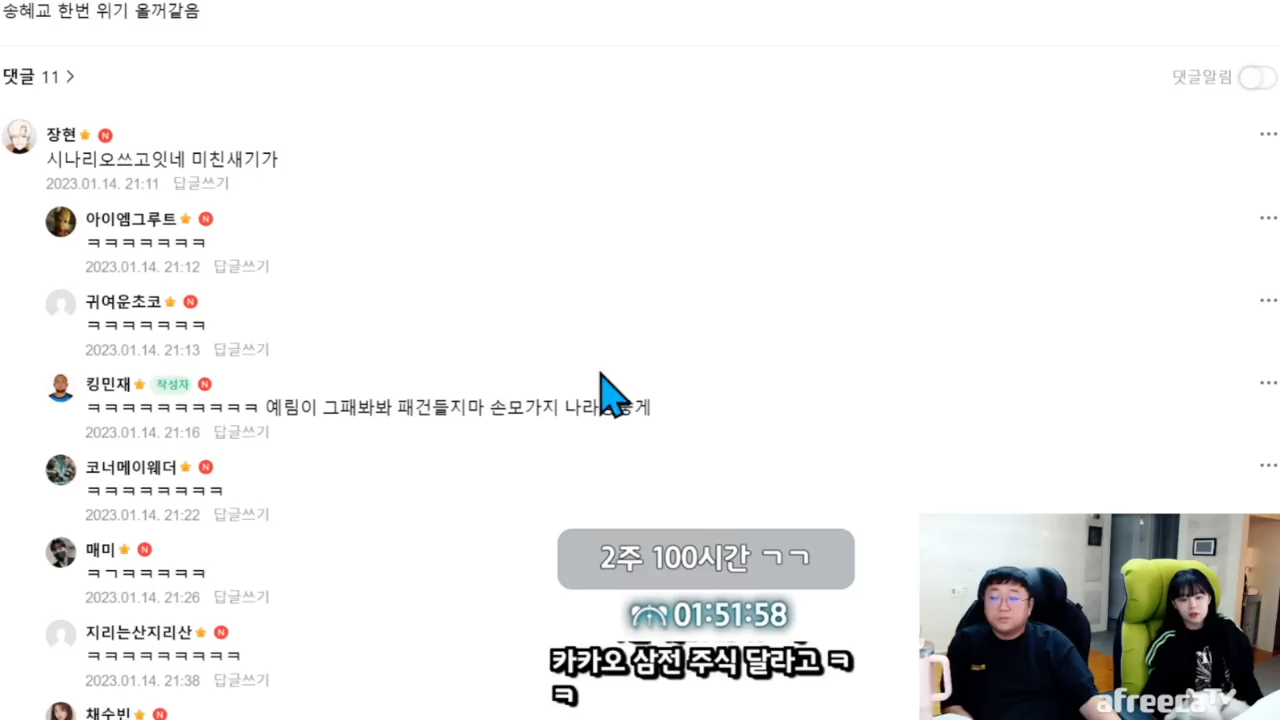 송혜교 한번 위기 올꺼같음
댓글 11 >
댓글알림
장현 N
시나리오쓰고잇네 미친새기가
2023.01.14. 21:11 답글쓰기
아이엠그루트 N
ㅋㅋㅋㅋㅋㅋㅋ
2023.01.14. 21:12 답글쓰기
귀여운초코 N
ㅋㅋㅋㅋㅋㅋㅋ
2023.01.14. 21:13 답글쓰기
킹민재 작성자 N
ㅋㅋㅋㅋㅋㅋㅋㅋㅋㅋ 예림이 그패봐봐 패건들지마 손모가지
2023.01.14. 21:16 답글쓰기
코너메이웨더 N
ㅋㅋㅋㅋㅋㅋㅋㅋ
2023.01.14. 21:22 답글쓰기
매미 N
ㅋㄱㅋㅋㅋㅋㅋ
2023.01.14. 21:26 답글쓰기
지리는산지리산 N
ㅋㅋㅋㅋㅋㅋㅋㅋㅋ
2023.01.14. 21:38 답글쓰기
채수빈 N
2주 100시간 ㄱㄱ
01:51:58
카카오 삼전 주식 달라고 ㅋ
ㅋ
afreecaTV